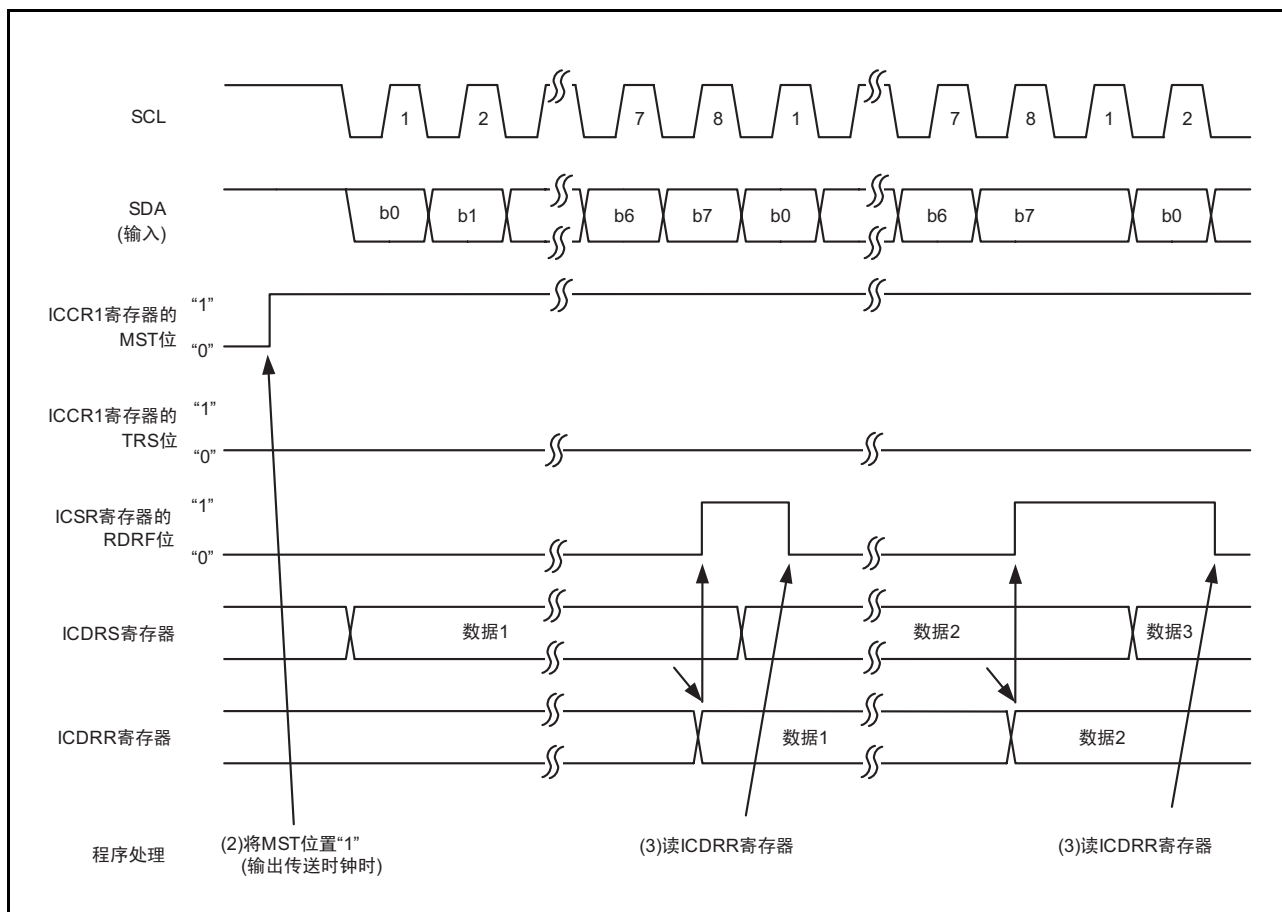 SCL
1 2 7 8 1 7 8 1 2
SDA
(输入)
b0 b1 b6 b7 b0 b6 b7 b0
ICCR1寄存器的
MST位
“1”
“0”
ICCR1寄存器的
TRS位
“1”
“0”
ICSR寄存器的
RDRF位
“1”
“0”
ICDRS寄存器
数据1 数据2 数据3
ICDRR寄存器
数据1 数据2
程序处理
(2)将MST位置“1”
(输出传送时钟时)
(3)读ICDRR寄存器
(3)读ICDRR寄存器